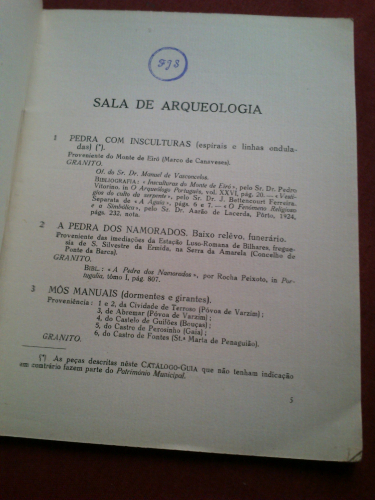 938
SALA DE ARQUEOLOGIA
1 PEDRA COM INSCULTURAS (espirais e linhas ondula-
das) (*).
Proveniente do Monte de Eiró (Marco de Canaveses).
GRANITO.
Of. do Sr. Dr. Manuel de Vasconcelos.
BIBLIOGRAFIA: «Insculturas do Monte de Eiró», pelo Sr. Dr. Pedro
Vitorino, in O Arqueólogo Português, vol. XXVI, pág. 20. — «Vestí-
gios do culto da serpente», pelo Sr. Dr. J. Bettencourt Ferreira.
Separata de «A Águia», págs. 6 e 7. — «O Fenómeno Religioso
e a Simbólica», pelo Sr. Dr. Aarão de Lacerda, Pôrto, 1924,
pág. 232, nota.
2 A PEDRA DOS NAMORADOS. Baixo relêvo, funerário.
Proveniente das imediações da Estação Luso-Romana de Bilhares, fregue-
sia de S. Silvestre da Ermida, na Serra da Amarela (Concelho de
Ponte da Barca).
GRANITO.
BIBL.: «A Pedra dos Namorados», por Rocha Peixoto, in Por-
tugália, tômo I, pág. 807.
3 MÓS MANUAIS (dormentes e girantes).
Proveniência: 1 e 2, da Cividade de Terroso (Póvoa de Varzim);
3, de Abremar (Póvoa de Varzim);
4, do Castelo de Guifões (Bouças);
5, do Castro de Perosinho (Gaia);
6, do Castro de Fontes (St.ª Maria de Penaguião).
GRANITO.
(*) As peças descritas nêste CATÁLOGO-GUIA que não tenham indicação
em contrário fazem parte do Património Municipal.
5